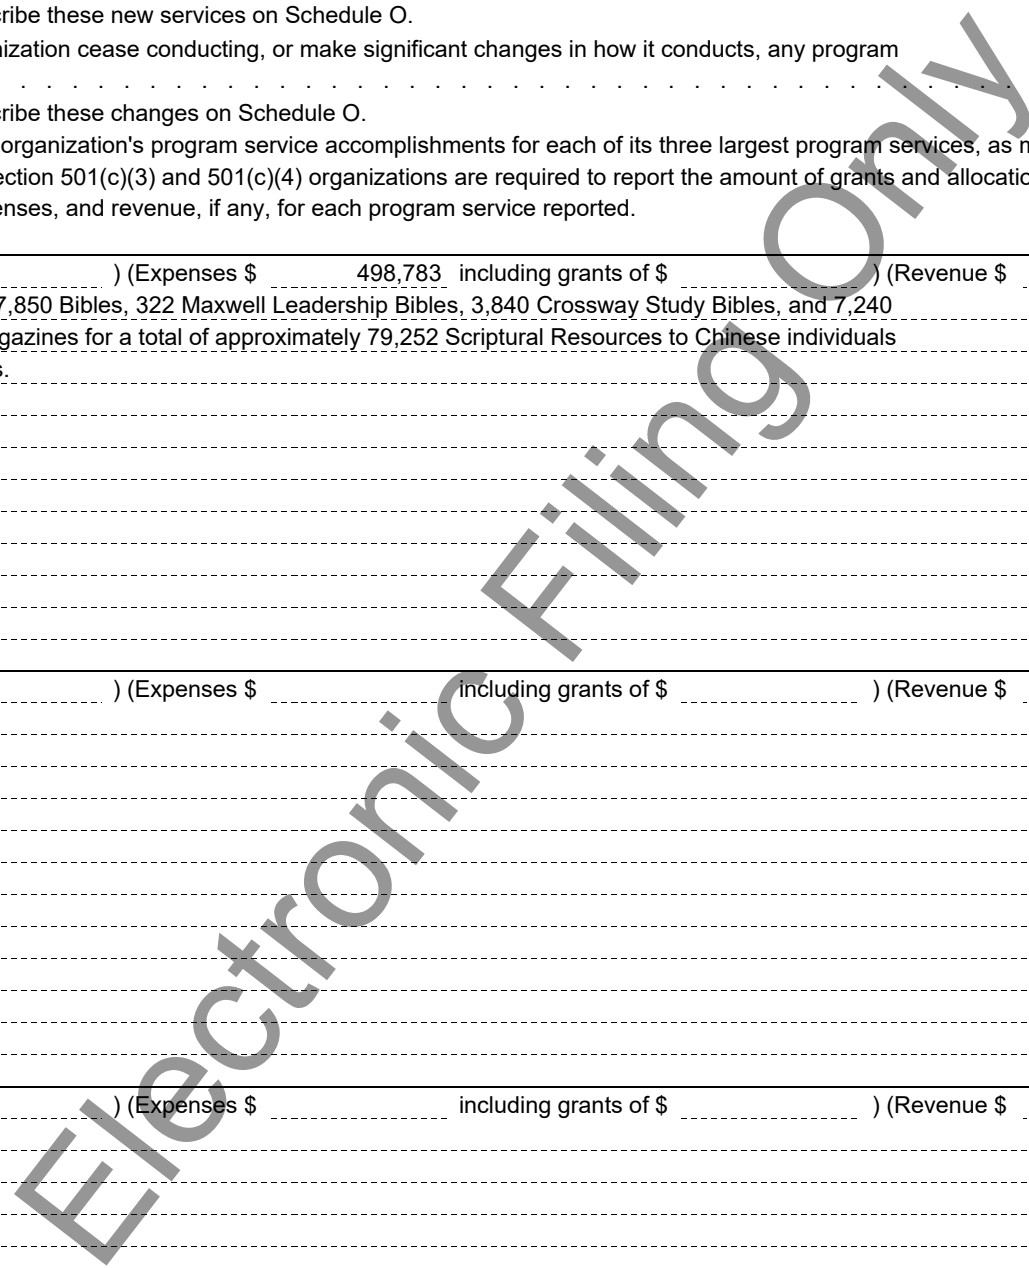 ribe these new services on Schedule O.
nization cease conducting, or make significant changes in how it conducts, any program
. . . . . . . . . . . . . . . . . . . . . . . . . . . . . . . . . . . . . . .
ribe these changes on Schedule O.
organization's program service accomplishments for each of its three largest program services, as m
ection 501(c)(3) and 501(c)(4) organizations are required to report the amount of grants and allocatio
enses, and revenue, if any, for each program service reported.
) (Expenses $ 498,783 including grants of $ ) (Revenue $
7,850 Bibles, 322 Maxwell Leadership Bibles, 3,840 Crossway Study Bibles, and 7,240
gazines for a total of approximately 79,252 Scriptural Resources to Chinese individuals
s.
) (Expenses $ including grants of $ ) (Revenue $
) (Expenses $ including grants of $ ) (Revenue $
Electronic Filing Only